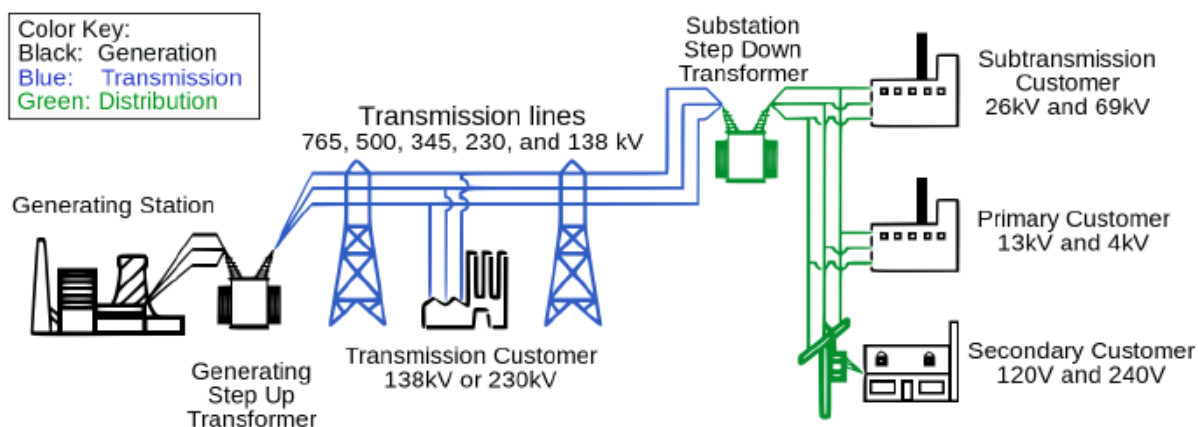 Color Key:
Black: Generation
Blue: Transmission
Green: Distribution
Substation
Step Down
Transformer
Subtransmission
Customer
26kV and 69kV
Transmission lines
765, 500, 345, 230, and 138 kV
Generating Station
Primary Customer
13kV and 4kV
Transmission Customer
138kV or 230kV
Generating
Step Up
Transformer
Secondary Customer
120V and 240V